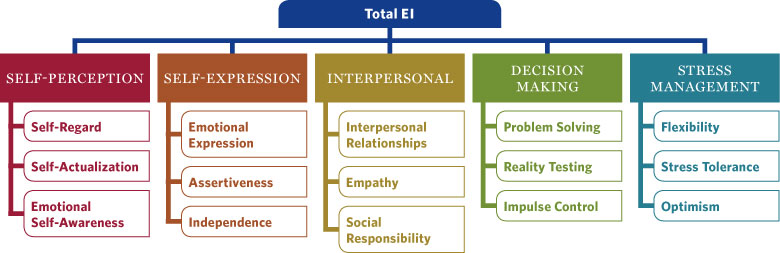 Total EI
SELF-PERCEPTION
Self-Regard
Self-Actualization
Emotional
Self-Awareness
SELF-EXPRESSION
Emotional
Expression
Assertiveness
Independence
INTERPERSONAL
Interpersonal
Relationships
Empathy
Social
Responsibility
DECISION
MAKING
Problem Solving
Reality Testing
Impulse Control
STRESS
MANAGEMENT
Flexibility
Stress Tolerance
Optimism